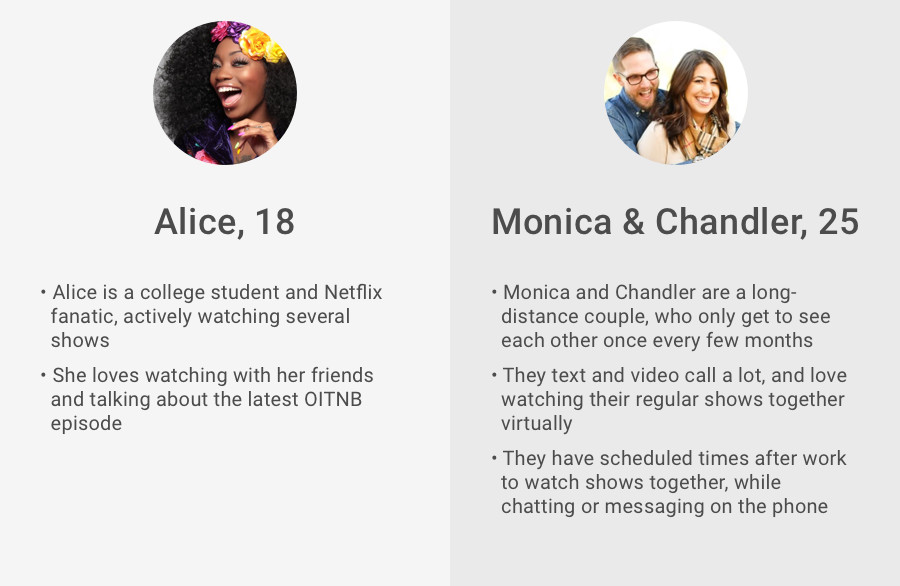 Alice, 18
• Alice is a college student and Netflix
fanatic, actively watching several
shows
• She loves watching with her friends
and talking about the latest OITNB
episode
Monica & Chandler, 25
• Monica and Chandler are a long-
distance couple, who only get to see
each other once every few months
• They text and video call a lot, and love
watching their regular shows together
virtually
• They have scheduled times after work
to watch shows together, while
chatting or messaging on the phone